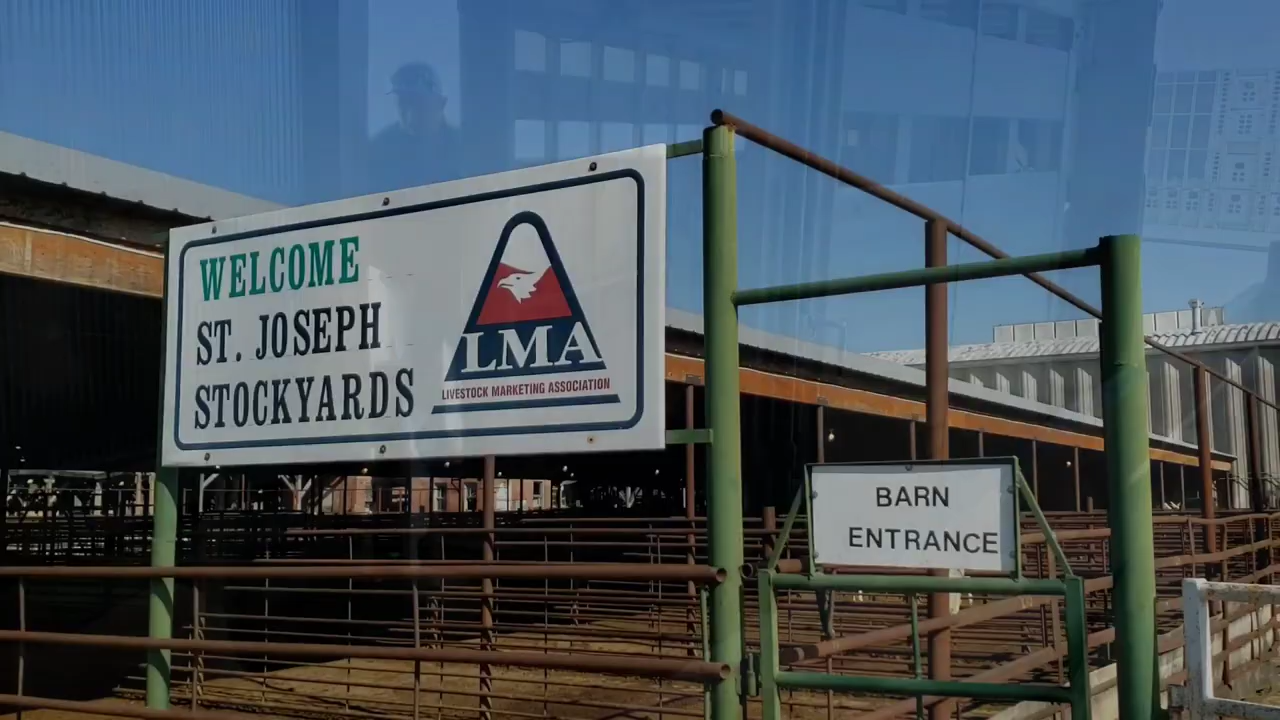 WELCOME
ST. JOSEPH
STOCKYARDS
LMA
LIVESTOCK MARKETING ASSOCIATION
BARN
ENTRANCE